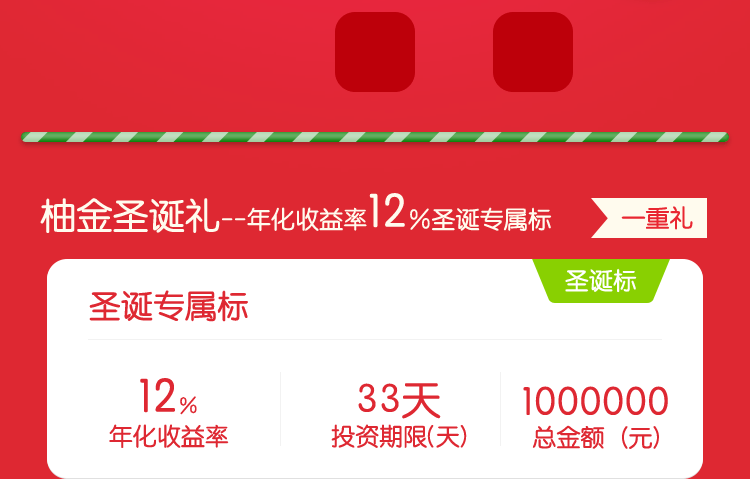 柚金圣诞礼--年化收益率12%圣诞专属标
一重礼
圣诞标
圣诞专属标
12%
33天
1000000
年化收益率
投资期限(天)
总金额（元）